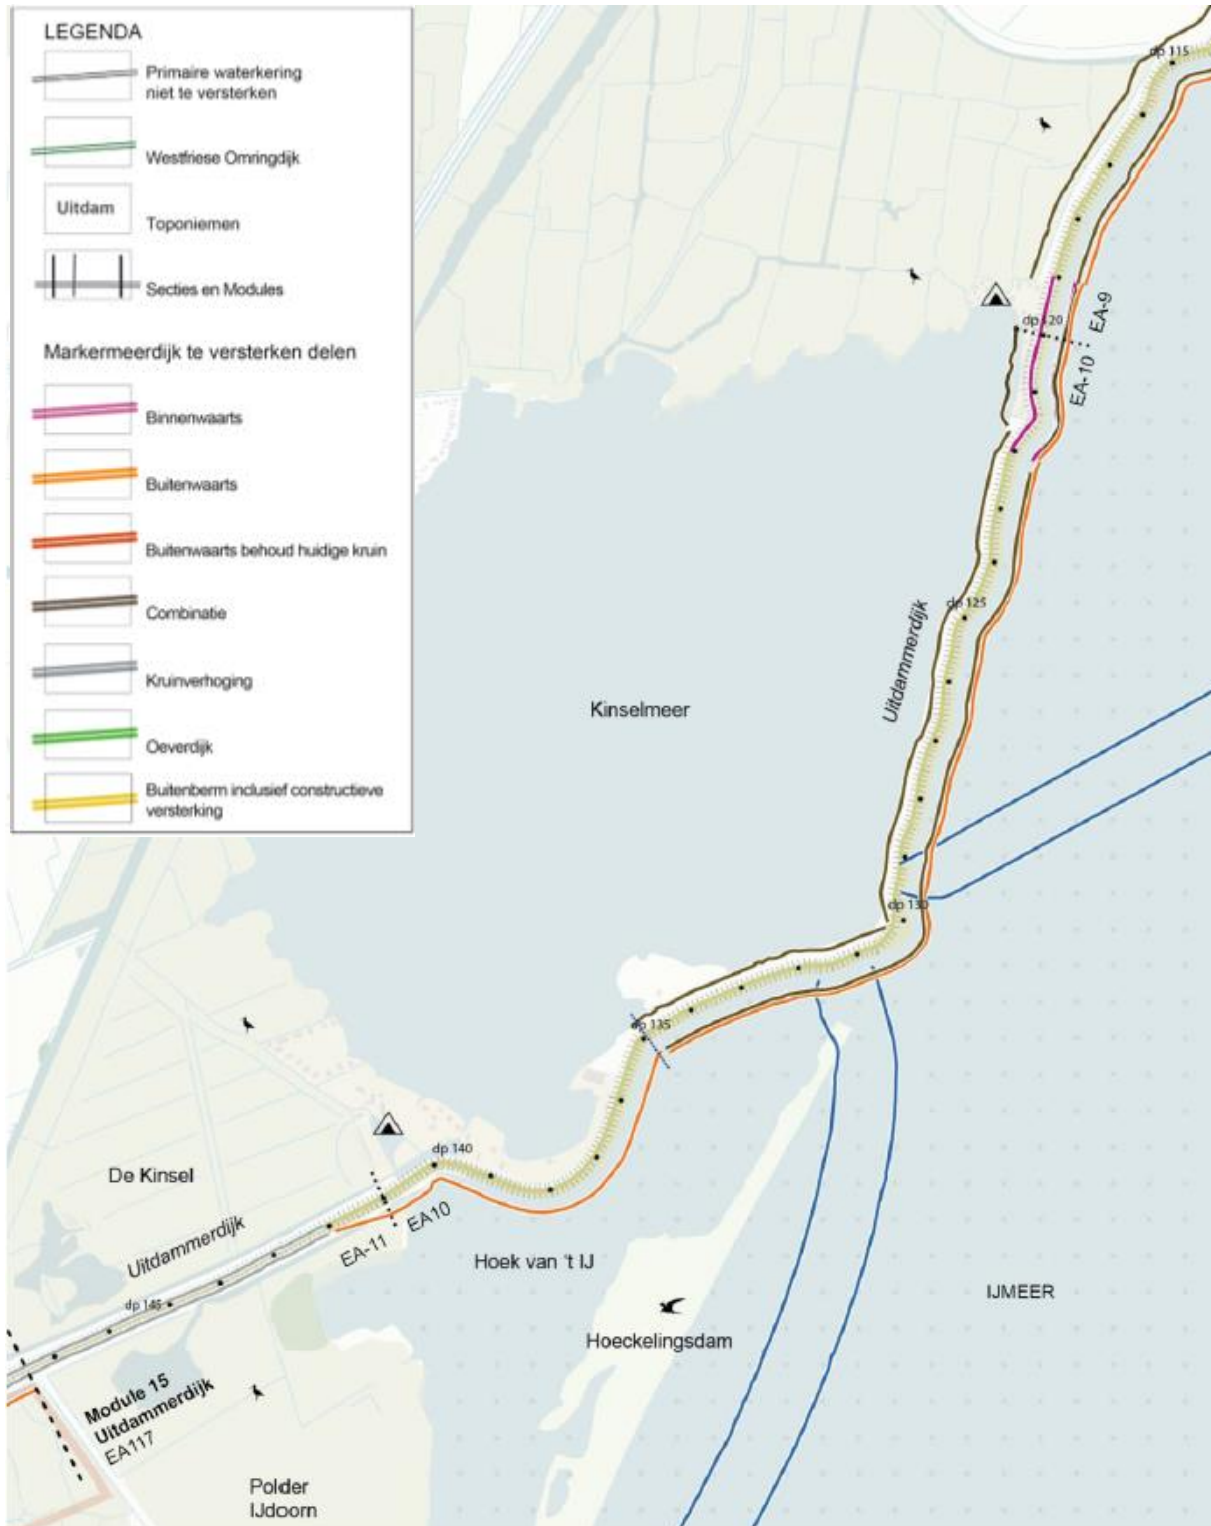 LEGENDA
Primaire waterkering
niet te versterken
Westfriese Omringdijk
Uitdam
Toponiemen
Secties en Modules
Markermeerdijk te versterken delen
Binnenwaarts
Buitenwaarts
Buitenwaarts behoud huidige kruin
Combinatie
Kruinverhoging
Oeverdijk
Buitenberm inclusief constructieve
versterking
dp 115
EA-9
dp 120
EA-10
dp 125
Uitdammerdijk
Kinselmeer
dp 130
dp 135
dp 140
De Kinsel
EA10
EA-11
Uitdammerdijk
Hoek van 't IJ
IJMEER
dp 145
Hoeckelingsdam
Module 15
Uitdammerdijk
EA117
Polder
IJdoorn